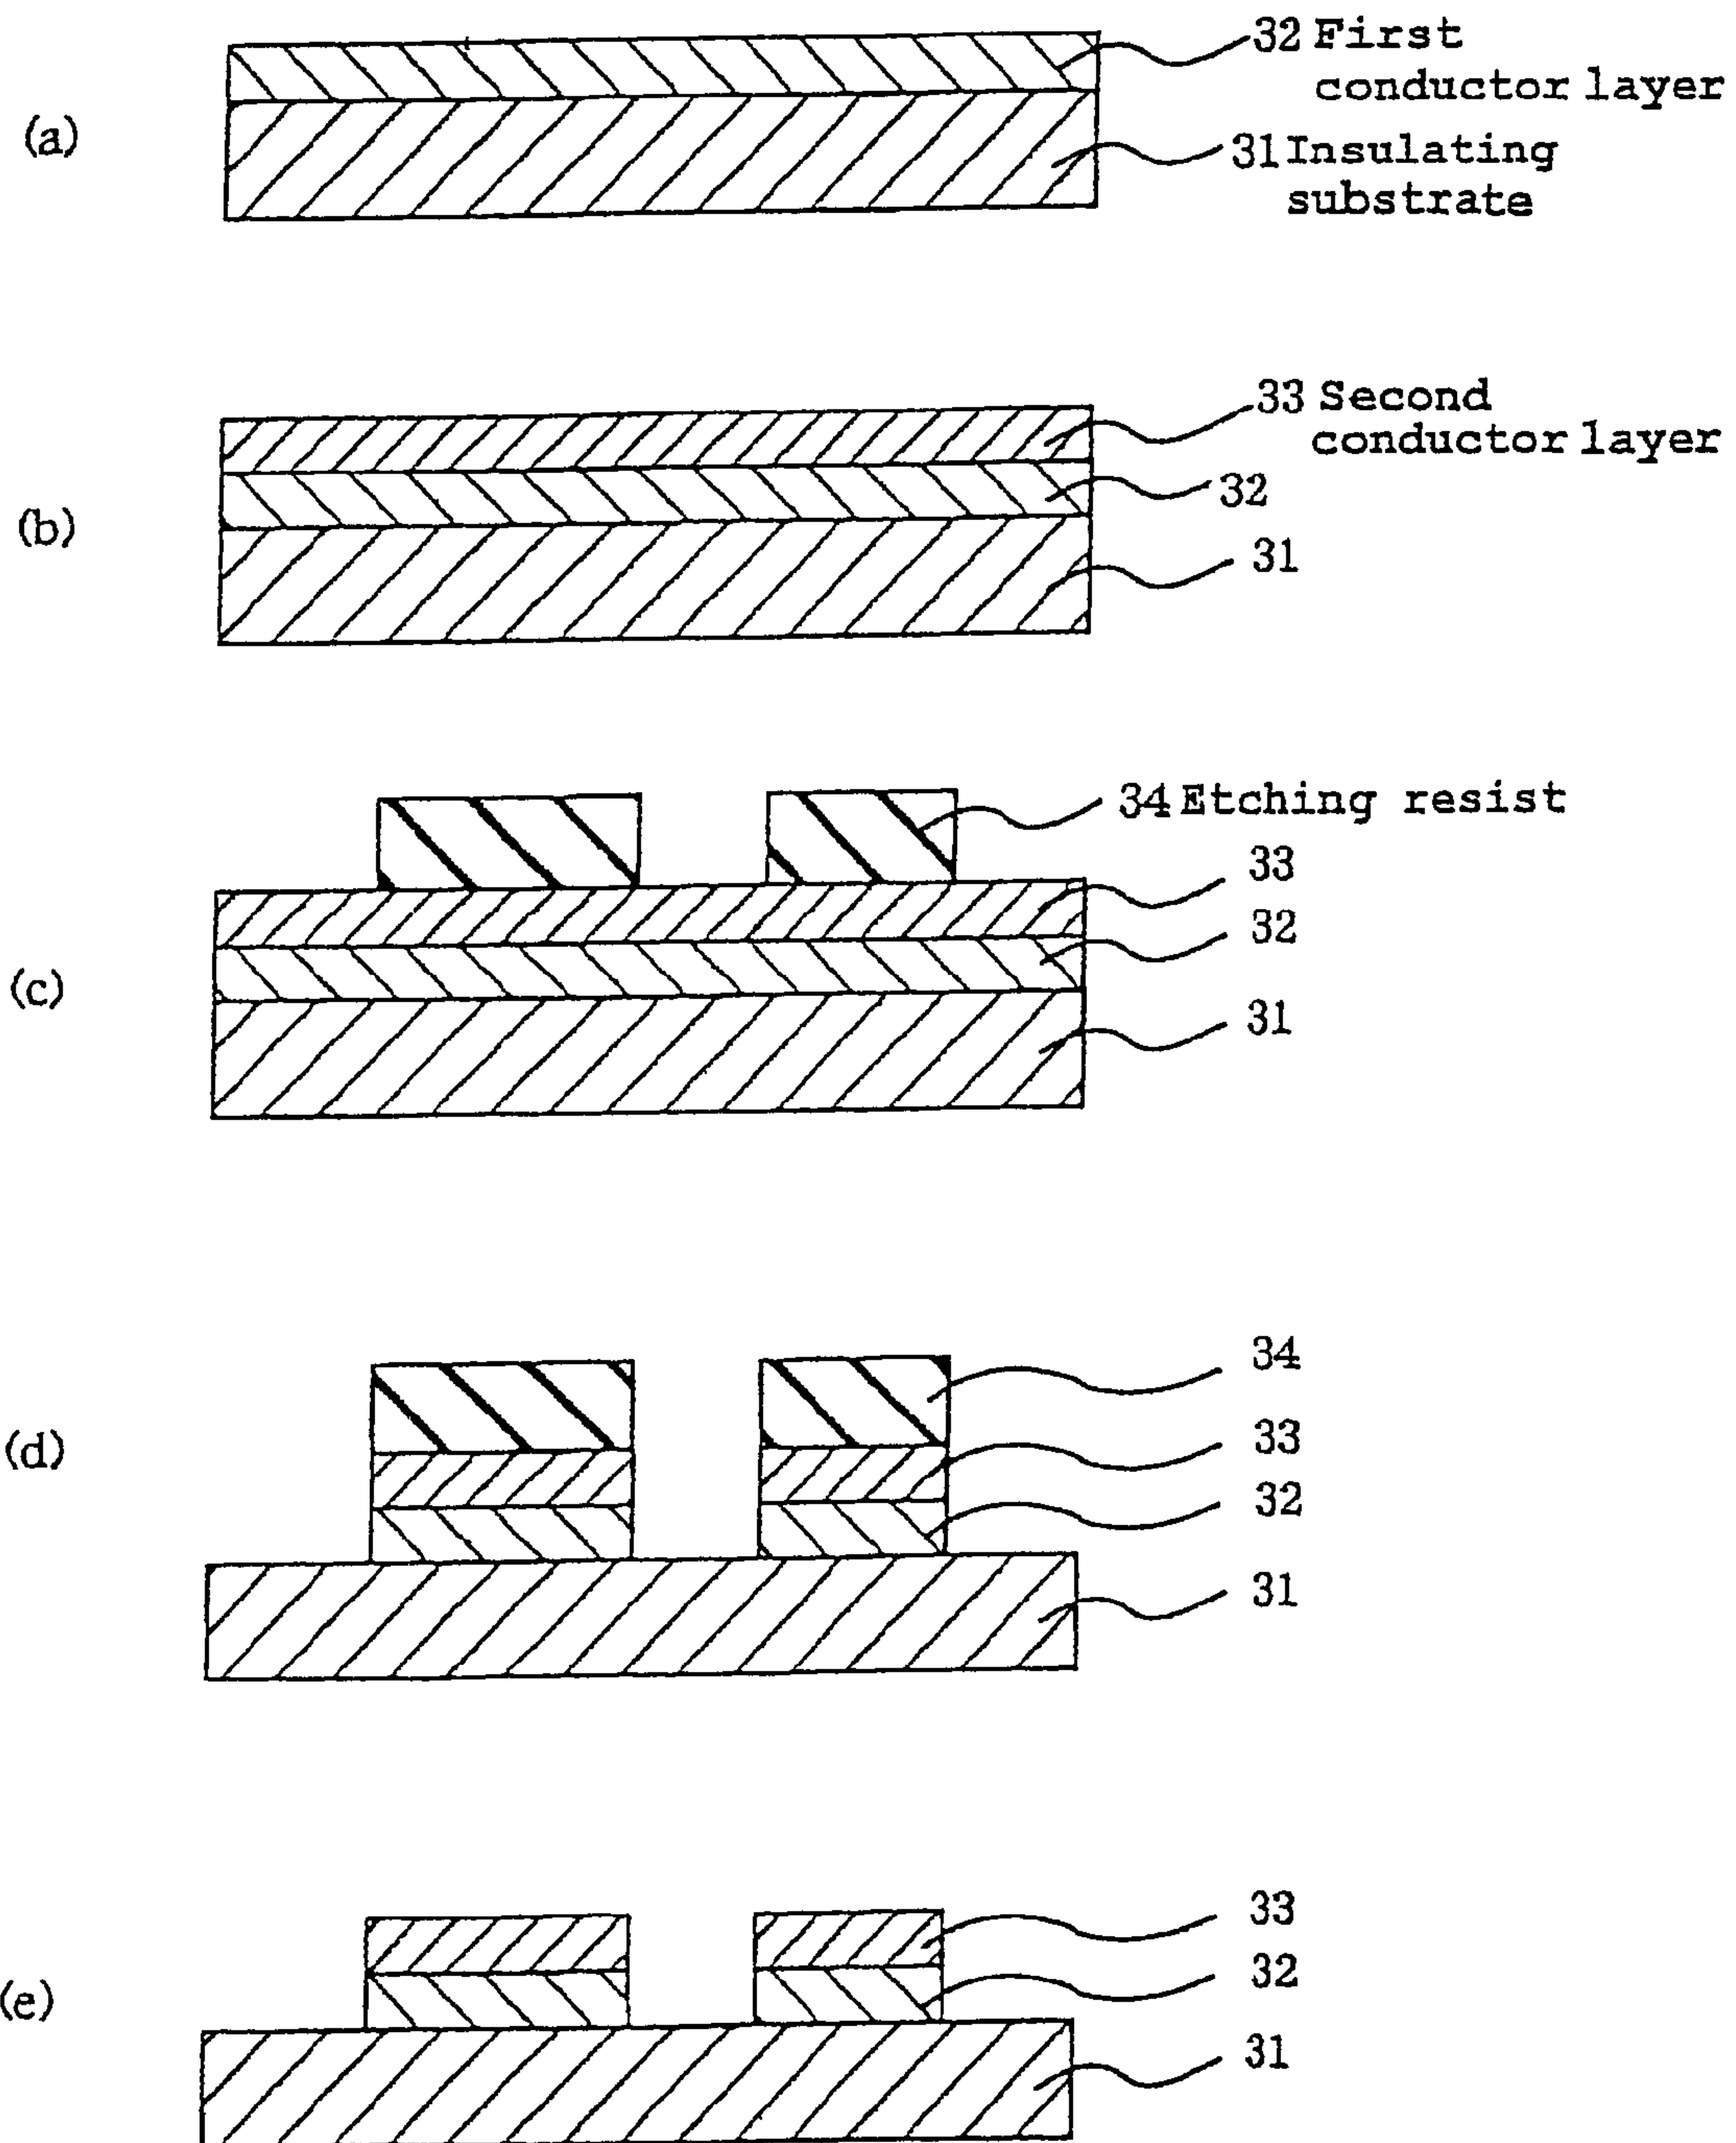 32 First
conductor layer
(a)
31 Insulating
substrate
33 Second
conductor layer
32
(b)
31
34 Etching resist
33
32
(c)
31
34
33
(d)
32
31
33
32
(e)
31